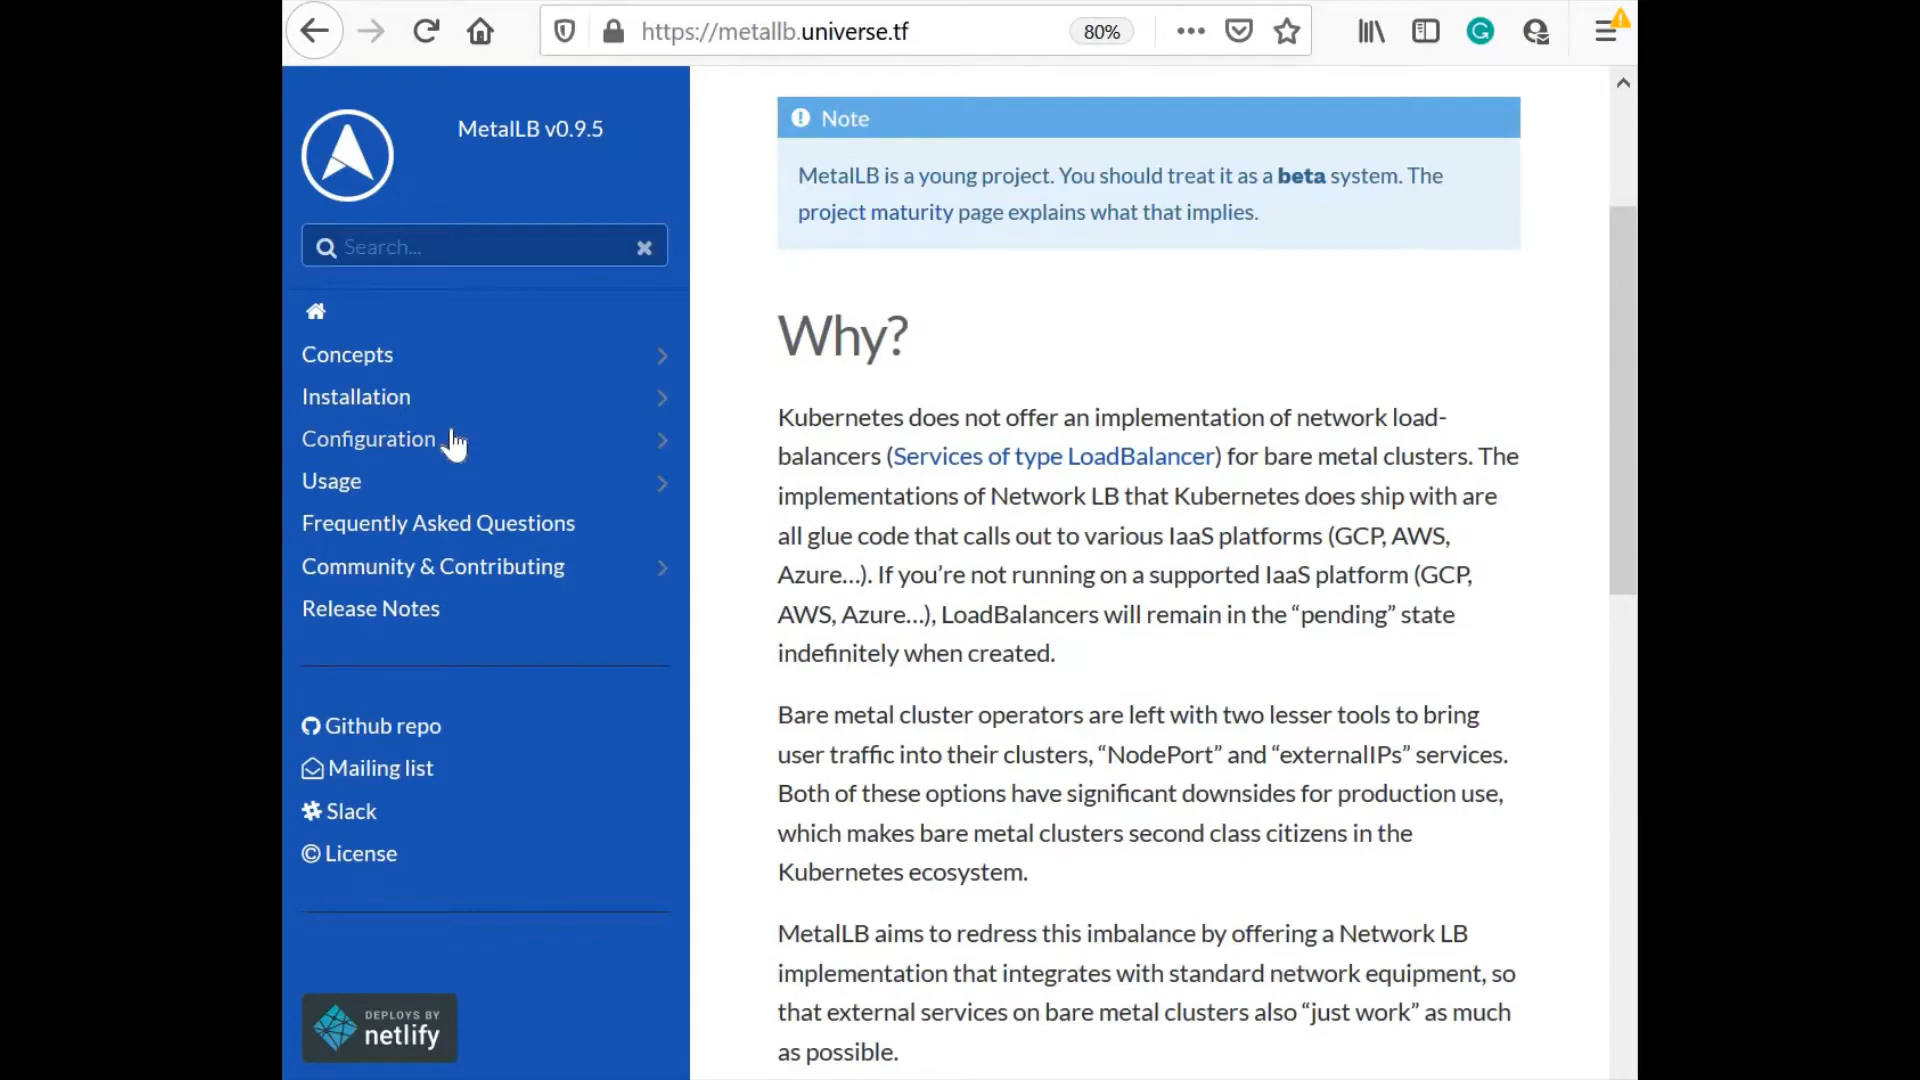 https://metallb.universe.tf
80%
MetalLB v0.9.5
Search...
Concepts
Installation
Configuration
Usage
Frequently Asked Questions
Community & Contributing
Release Notes
Github repo
Mailing list
Slack
License
DEPLOYS BY
netlify
Note
MetalLB is a young project. You should treat it as a beta system. The
project maturity page explains what that implies.
Why?
Kubernetes does not offer an implementation of network load-
balancers (Services of type LoadBalancer) for bare metal clusters. The
implementations of Network LB that Kubernetes does ship with are
all glue code that calls out to various IaaS platforms (GCP, AWS,
Azure…). If you’re not running on a supported IaaS platform (GCP,
AWS, Azure…), LoadBalancers will remain in the “pending” state
indefinitely when created.
Bare metal cluster operators are left with two lesser tools to bring
user traffic into their clusters, “NodePort” and “externalIPs” services.
Both of these options have significant downsides for production use,
which makes bare metal clusters second class citizens in the
Kubernetes ecosystem.
MetalLB aims to redress this imbalance by offering a Network LB
implementation that integrates with standard network equipment, so
that external services on bare metal clusters also “just work” as much
as possible.